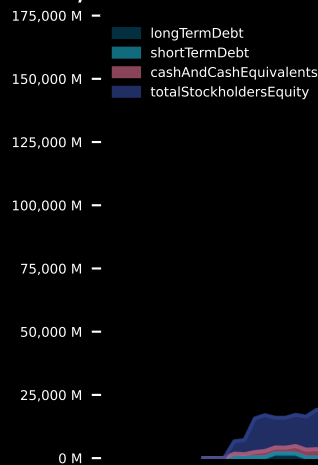 175,000 M
longTermDebt
shortTermDebt
cashAndCashEquivalents
totalStockholdersEquity
150,000 M
125,000 M
100,000 M
75,000 M
50,000 M
25,000 M
0 M